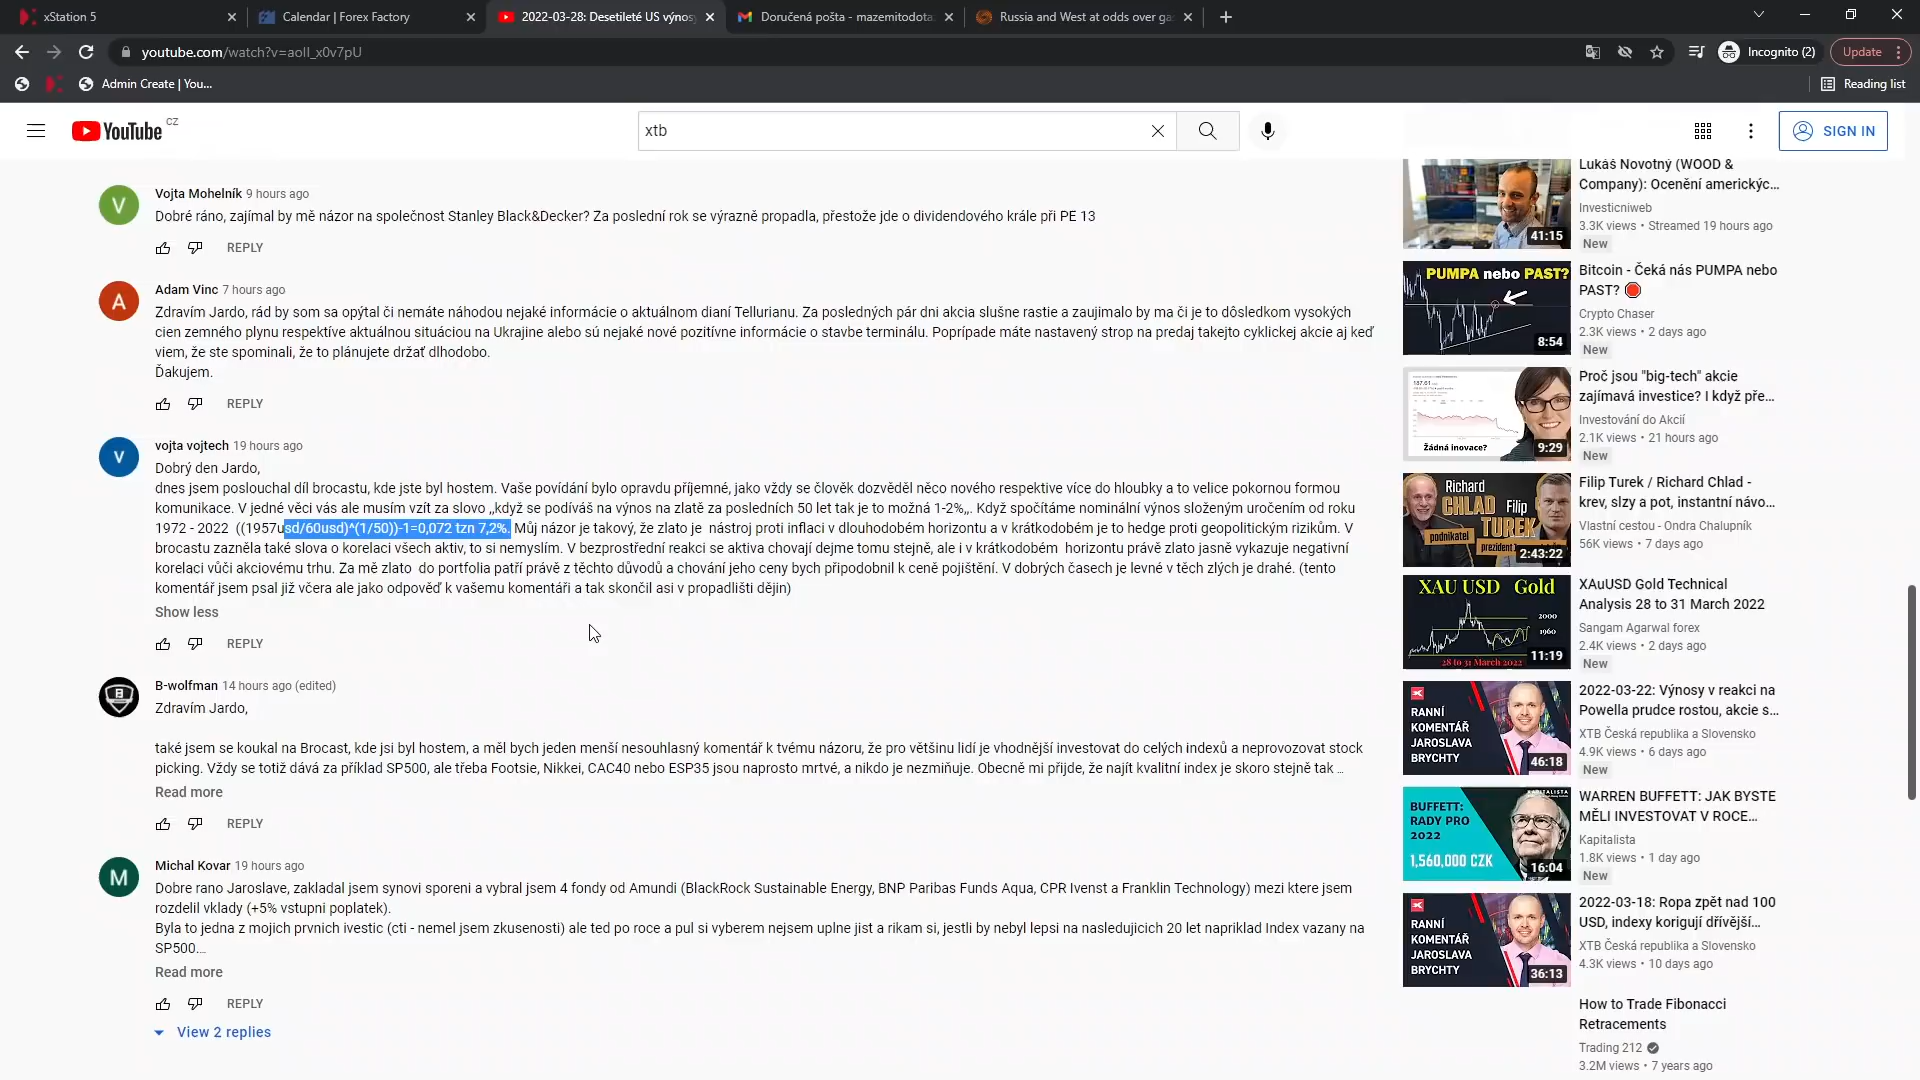 xStation 5
Calendar | Forex Factory
2022-03-28: Desetileté US výnos
Doručená pošta - mazemitodota
Russia and West at odds over ga
youtube.com/watch?v=aoll_x0v7pU
Incognito (2)
Update
Admin Create | You...
Reading list
YouTube CZ
xtb
SIGN IN
Vojta Mohelník 9 hours ago
Dobré ráno, zajímal by mě názor na společnost Stanley Black&Decker? Za poslední rok se výrazně propadla, přestože jde o dividendového krále při PE 13
REPLY
Adam Vinc 7 hours ago
Zdravím Jardo, rád by som sa opýtal či nemáte náhodou nejaké informácie o aktuálnom dianí Tellurianu. Za posledných pár dni akcia slušne rastie a zaujimalo by ma či je to dôsledkom vysokých
cien zemného plynu respektíve aktuálnou situáciou na Ukrajine alebo sú nejaké nové pozitívne informácie o stavbe terminálu. Popripade máte nastavený strop na predaj takejto cyklickej akcie aj keď
viem, že ste spominali, že to plánujete držať dlhodobo.
Ďakujem.
REPLY
vojta vojtech 19 hours ago
Dobrý den Jardo,
dnes jsem poslouchal díl brocastu, kde jste byl hostem. Vaše povídání bylo opravdu příjemné, jako vždy se člověk dozvěděl něco nového respektive více do hloubky a to velice pokornou formou
komunikace. V jedné věci vás ale musím vzít za slovo ,,když se podíváš na výnos na zlatě za posledních 50 let tak je to možná 1-2%,,. Když spočítáme nominální výnos složeným uročením od roku
1972 - 2022 ((1957usd/60usd)^(1/50))-1=0,072 tzn 7,2%. Můj názor je takový, že zlato je nástroj proti inflaci v dlouhodobém horizontu a v krátkodobém je to hedge proti geopolitickým rizikům. V
brocastu zazněla také slova o korelaci všech aktiv, to si nemyslím. V bezprostřední reakci se aktiva chovají dejme tomu stejně, ale i v krátkodobém horizontu právě zlato jasně vykazuje negativní
korelaci vůči akciovému trhu. Za mě zlato do portfolia patří právě z těchto důvodů a chování jeho ceny bych připodobnil k ceně pojištění. V dobrých časech je levné v těch zlých je drahé. (tento
komentář jsem psal již včera ale jako odpověď k vašemu komentáři a tak skončil asi v propadlišti dějin)
Show less
REPLY
B-wolfman 14 hours ago (edited)
Zdravím Jardo,
také jsem se koukal na Brocast, kde jsi byl hostem, a měl bych jeden menší nesouhlasný komentář k tvému názoru, že pro většinu lidí je vhodnější investovat do celých indexů a neprovozovat stock
picking. Vždy se totiž dává za příklad SP500, ale třeba Footsie, Nikkei, CAC40 nebo ESP35 jsou naprosto mrtvé, a nikdo je nezmiňuje. Obecně mi přijde, že najít kvalitní index je skoro stejně tak ...
Read more
REPLY
Michal Kovar 19 hours ago
Dobre rano Jaroslave, zakladal jsem synovi sporeni a vybral jsem 4 fondy od Amundi (BlackRock Sustainable Energy, BNP Paribas Funds Aqua, CPR Ivenst a Franklin Technology) mezi ktere jsem
rozdelil vklady (+5% vstupni poplatek).
Byla to jedna z mojich prvnich ivestic (cti - nemel jsem zkusenosti) ale ted po roce a pul si vyberem nejsem uplne jist a rikam si, jestli by nebyl lepsi na nasledujicich 20 let napriklad Index vazany na
SP500...
Read more
REPLY
View 2 replies
41:15
Lukáš Novotný (WOOD &
Company): Ocenění americkýc...
Investicniweb
3.3K views • Streamed 19 hours ago
New
PUMPA nebo PAST?
8:54
Bitcoin - Čeká nás PUMPA nebo
PAST?
Crypto Chaser
2.3K views • 2 days ago
New
Žádná inovace?
9:29
Proč jsou "big-tech" akcie
zajímavá investice? I když pře...
Investování do Akcií
2.1K views • 21 hours ago
New
Richard
CHLAD
Filip
TUREK
podnikatel
prezident
2:43:22
Filip Turek / Richard Chlad -
krev, slzy a pot, instantní návo...
Vlastní cestou - Ondra Chalupník
56K views • 7 days ago
XAU USD Gold
2000
1960
28 to 31 March 2022
11:19
XAuUSD Gold Technical
Analysis 28 to 31 March 2022
Sangam Agarwal forex
2.4K views • 2 days ago
New
RANNÍ
KOMENTÁŘ
JAROSLAVA
BRYCHTY
46:18
2022-03-22: Výnosy v reakci na
Powella prudce rostou, akcie s...
XTB Česká republika a Slovensko
4.9K views • 6 days ago
New
KAPITALISTA
BUFFETT:
RADY PRO
2022
1,560,000 CZK
16:04
WARREN BUFFETT: JAK BYSTE
MĚLI INVESTOVAT V ROCE...
Kapitalista
1.8K views • 1 day ago
New
RANNÍ
KOMENTÁŘ
JAROSLAVA
BRYCHTY
36:13
2022-03-18: Ropa zpět nad 100
USD, indexy korigují dřívější...
XTB Česká republika a Slovensko
4.3K views • 10 days ago
How to Trade Fibonacci
Retracements
Trading 212
3.2M views • 7 years ago